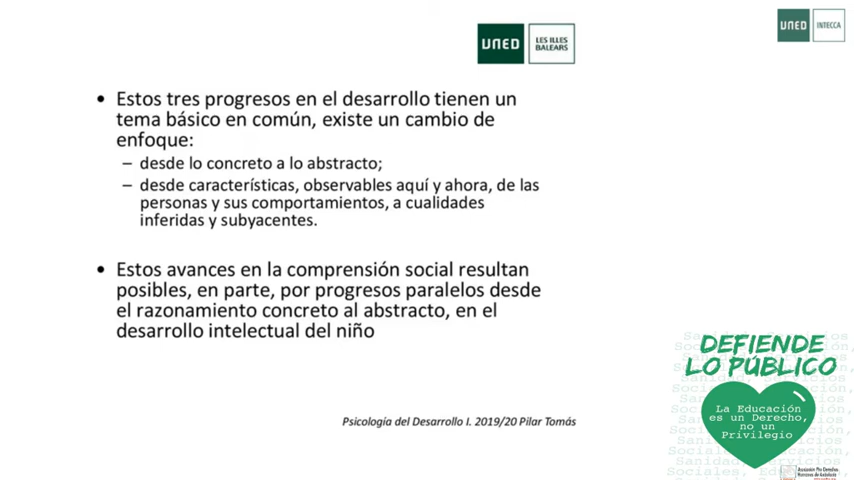 UNED
LES ILLES
BALEARS
UNED
INTECCA
• Estos tres progresos en el desarrollo tienen un
tema básico en común, existe un cambio de
enfoque:
– desde lo concreto a lo abstracto;
– desde características, observables aquí y ahora, de las
personas y sus comportamientos, a cualidades
inferidas y subyacentes.
• Estos avances en la comprensión social resultan
posibles, en parte, por progresos paralelos desde
el razonamiento concreto al abstracto, en el
desarrollo intelectual del niño
Psicología del Desarrollo I. 2019/20 Pilar Tomás
DEFIENDE
LO PÚBLICO
La Educación
es un Derecho,
no un
Privilegio